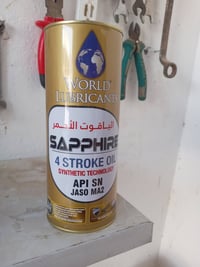 WORLD
LUBRICANTS
الياقوت الأحمر
SAPPHIRE
4 STROKE OIL
SYNTHETIC TECHNOLOGY
API SN
JASO MA2